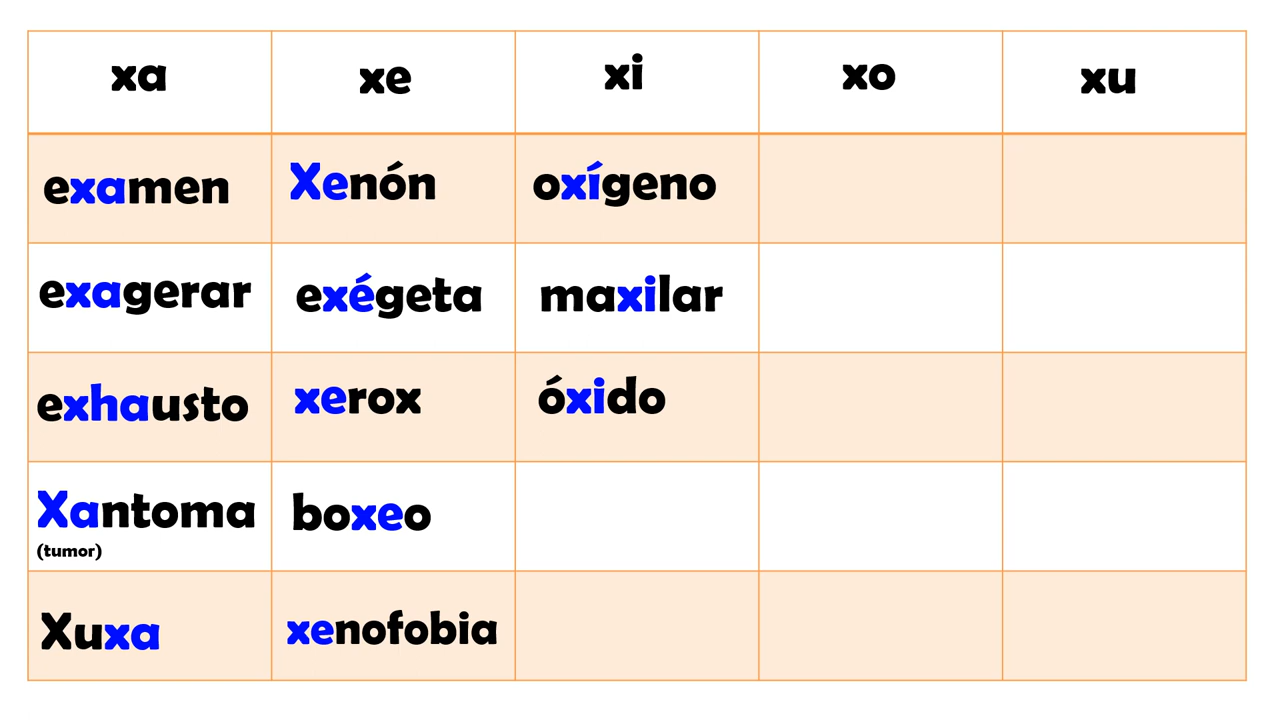 xa xe xi xo xu
examen Xenón oxígeno
exagerar exégeta maxilar
exhausto xerox óxido
Xantoma boxeo
(tumor)
Xuxa xenofobia